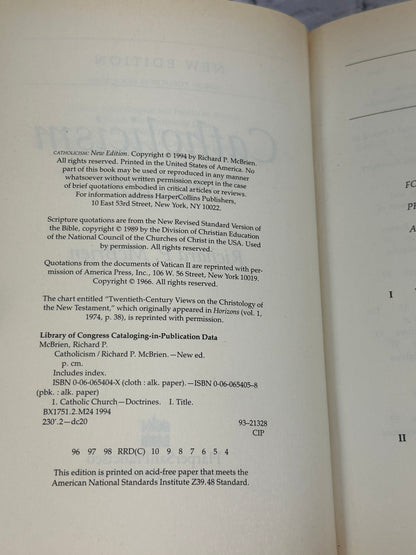 CATHOLICISM: New Edition. Copyright © 1994 by Richard P. McBrien.
All rights reserved. Printed in the United States of America. No
part of this book may be used or reproduced in any manner
whatsoever without written permission except in the case
of brief quotations embodied in critical articles or reviews.
For information address HarperCollins Publishers,
10 East 53rd Street, New York, NY 10022.
Scripture quotations are from the New Revised Standard Version of
the Bible, copyright © 1989 by the Division of Christian Education
of the National Council of the Churches of Christ in the USA. Used
by permission. All rights reserved.
Quotations from the documents of Vatican II are reprinted with per-
mission of America Press, Inc., 106 W. 56 Street, New York 10019.
Copyright © 1966. All rights reserved.
The chart entitled "Twentieth-Century Views on the Christology of
the New Testament," which originally appeared in Horizons (vol. 1,
1974, p. 38), is reprinted with permission.
Library of Congress Cataloging-in-Publication Data
McBrien, Richard P.
Catholicism / Richard P. McBrien. —New ed.
p. cm.
Includes index.
ISBN 0-06-065404-X (cloth : alk. paper). —ISBN 0-06-065405-8
(pbk. : alk. paper)
1. Catholic Church—Doctrines. I. Title.
BX1751.2.M24 1994
230'.2—dc20 93-21328
CIP
96 97 98 RRD(C) 10 9 8 7 6 5 4
This edition is printed on acid-free paper that meets the
American National Standards Institute Z39.48 Standard.
I
II